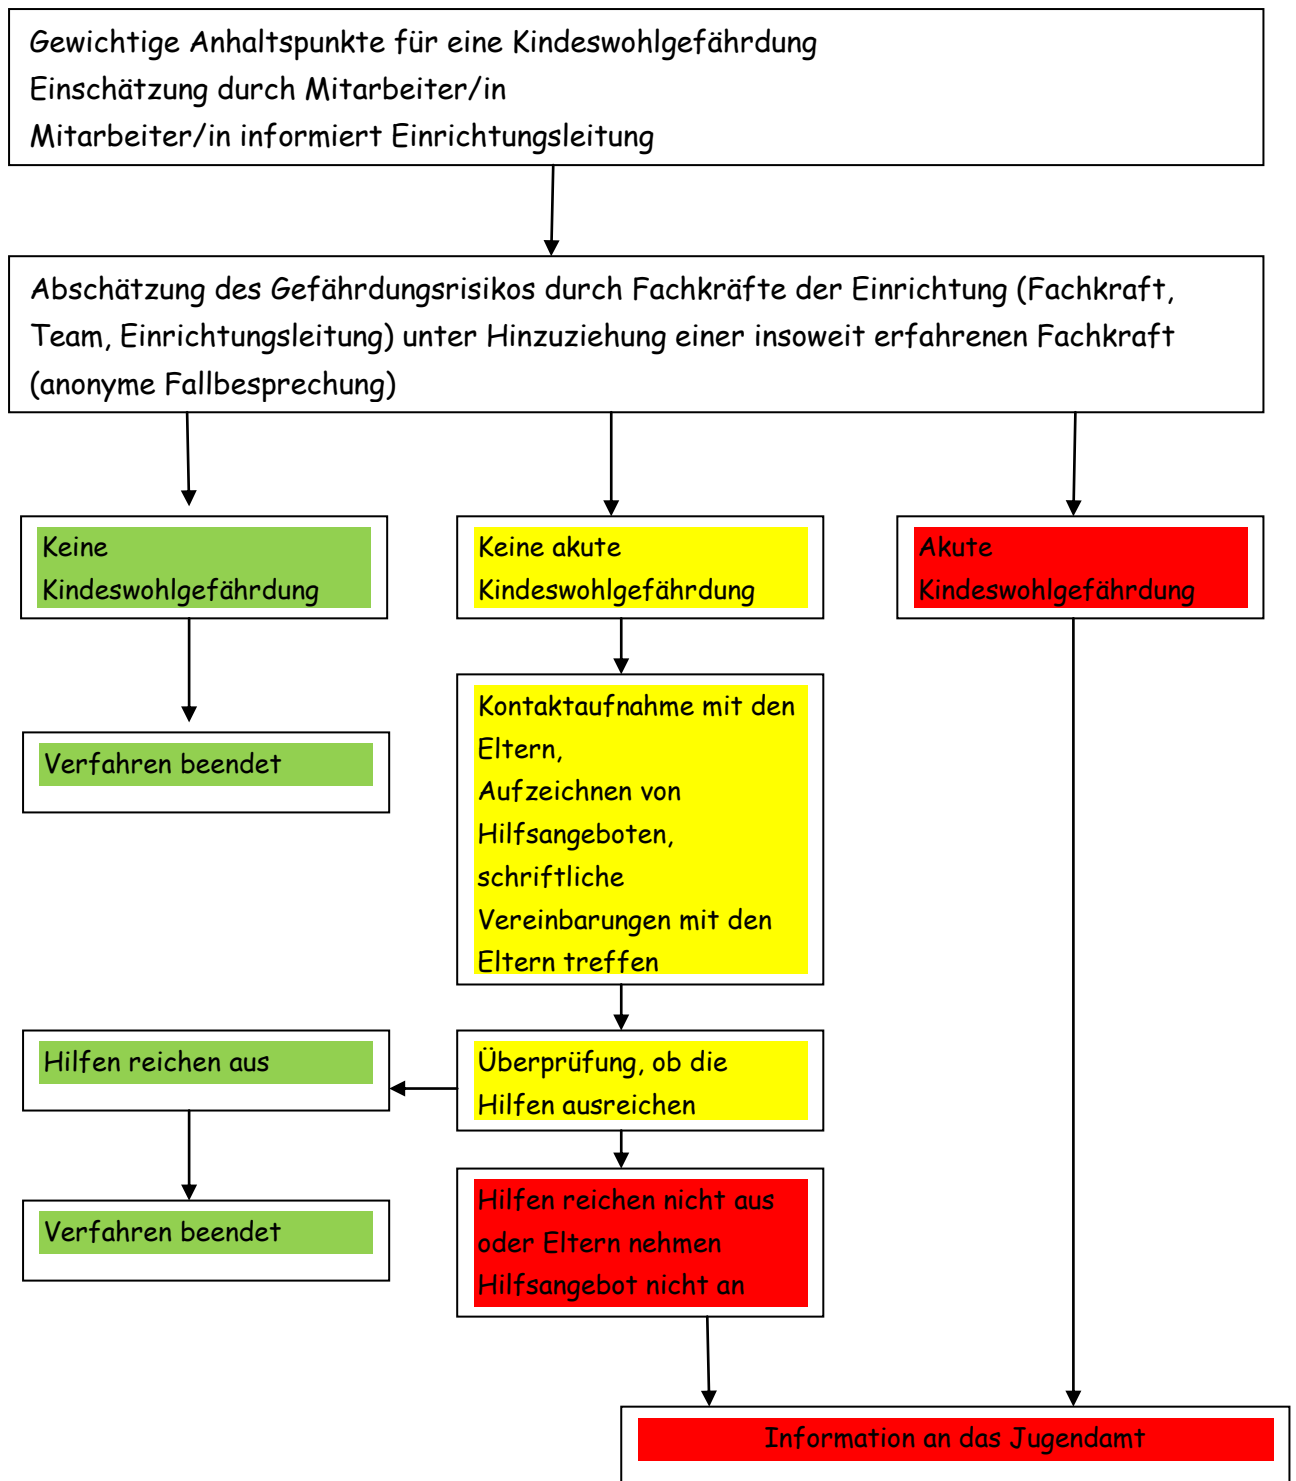 Gewichtige Anhaltspunkte für eine Kindeswohlgefährdung
Einschätzung durch Mitarbeiter/in
Mitarbeiter/in informiert Einrichtungsleitung
Abschätzung des Gefährdungsrisikos durch Fachkräfte der Einrichtung (Fachkraft,
Team, Einrichtungsleitung) unter Hinzuziehung einer insoweit erfahrenen Fachkraft
(anonyme Fallbesprechung)
Keine
Kindeswohlgefährdung
Keine akute
Kindeswohlgefährdung
Akute
Kindeswohlgefährdung
Verfahren beendet
Kontaktaufnahme mit den
Eltern,
Aufzeichnen von
Hilfsangeboten,
schriftliche
Vereinbarungen mit den
Eltern treffen
Hilfen reichen aus
Überprüfung, ob die
Hilfen ausreichen
Verfahren beendet
Hilfen reichen nicht aus
oder Eltern nehmen
Hilfsangebot nicht an
Information an das Jugendamt